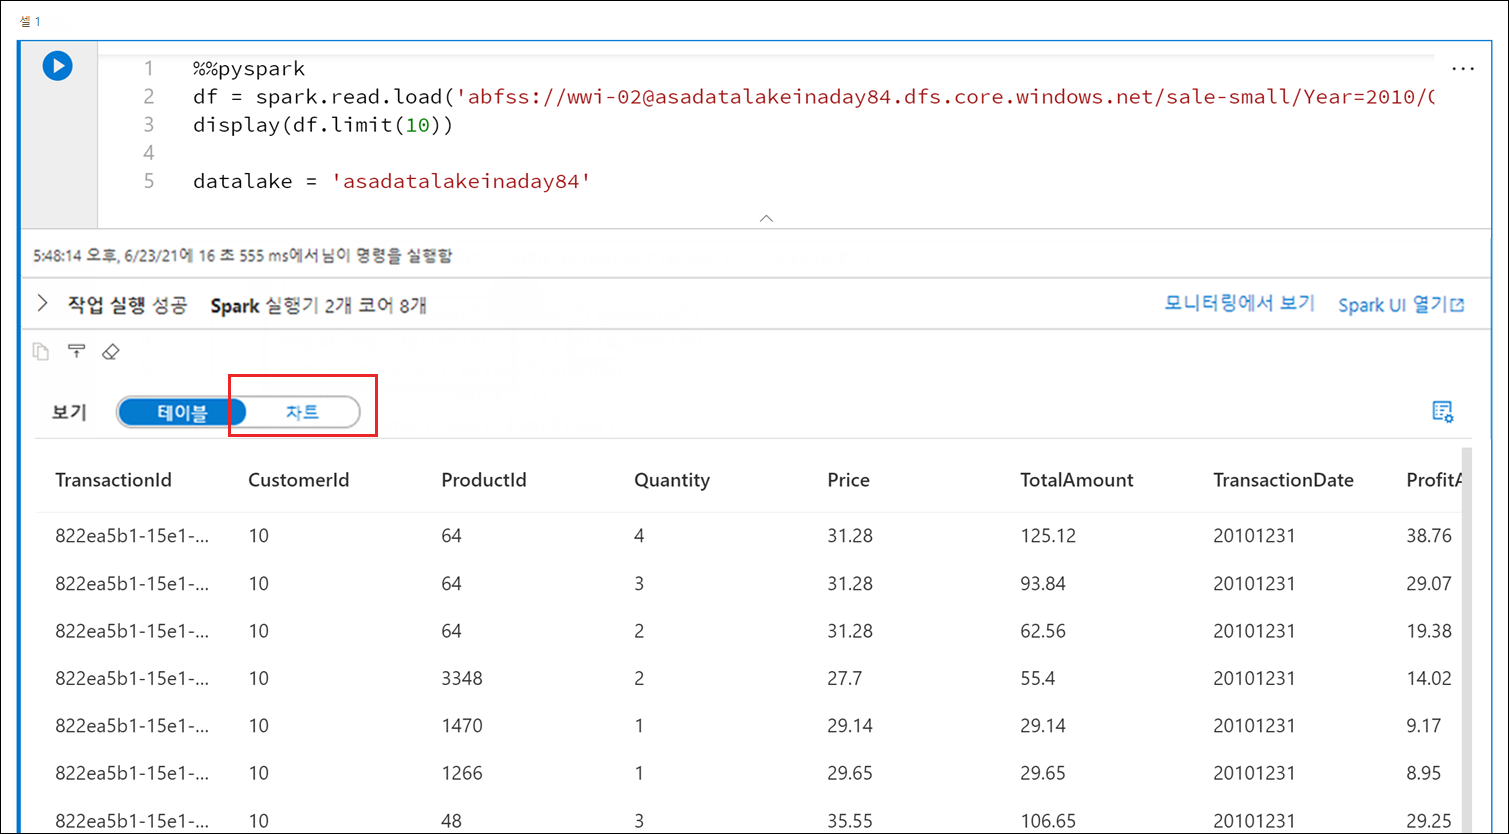 셀 1
1 %%pyspark
2 df = spark.read.load('abfss://wwi-02@asadatalakeinaday84.dfs.core.windows.net/sale-small/Year=2010/
3 display(df.limit(10))
4
5 datalake = 'asadatalakeinaday84'
...
5:48:14 오후, 6/23/21에 16 초 555 ms에서님이 명령을 실행함
작업 실행 성공 Spark 실행기 2개 코어 8개 모니터링에서 보기 Spark UI 열기
보기 테이블 차트
TransactionId CustomerId ProductId Quantity Price TotalAmount TransactionDate ProfitA
822ea5b1-15e1-... 10 64 4 31.28 125.12 20101231 38.76
822ea5b1-15e1-... 10 64 3 31.28 93.84 20101231 29.07
822ea5b1-15e1-... 10 64 2 31.28 62.56 20101231 19.38
822ea5b1-15e1-... 10 3348 2 27.7 55.4 20101231 14.02
822ea5b1-15e1-... 10 1470 1 29.14 29.14 20101231 9.17
822ea5b1-15e1-... 10 1266 1 29.65 29.65 20101231 8.95
822ea5b1-15e1-... 10 48 3 35.55 106.65 20101231 29.25